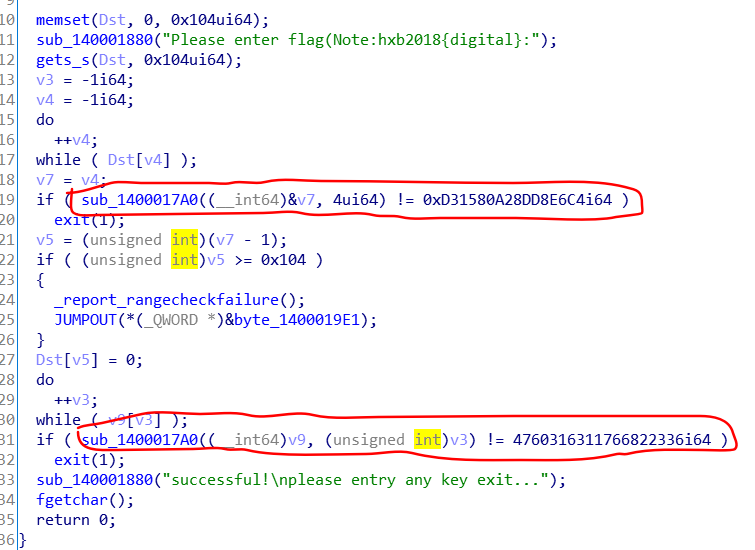 9
10 memset(Dst, 0, 0x104ui64);
11 sub_140001880("Please enter flag(Note:hxb2018{digital}:");
12 gets_s(Dst, 0x104ui64);
13 v3 = -1i64;
14 v4 = -1i64;
15 do
16 ++v4;
17 while ( Dst[v4] );
18 v7 = v4;
19 if ( sub_1400017A0((__int64)&v7, 4ui64) != 0xD31580A28DD8E6C4i64 )
20 exit(1);
21 v5 = (unsigned int)(v7 - 1);
22 if ( (unsigned int)v5 >= 0x104 )
23 {
24 _report_rangecheckfailure();
25 JUMPOUT(*(_QWORD *)&byte_1400019E1);
26 }
27 Dst[v5] = 0;
28 do
29 ++v3;
30 while ( v9[v3] );
31 if ( sub_1400017A0((__int64)v9, (unsigned int)v3) != 4760316311766822336i64 )
32 exit(1);
33 sub_140001880("successful!\nplease entry any key exit...");
34 fgetchar();
35 return 0;
36 }